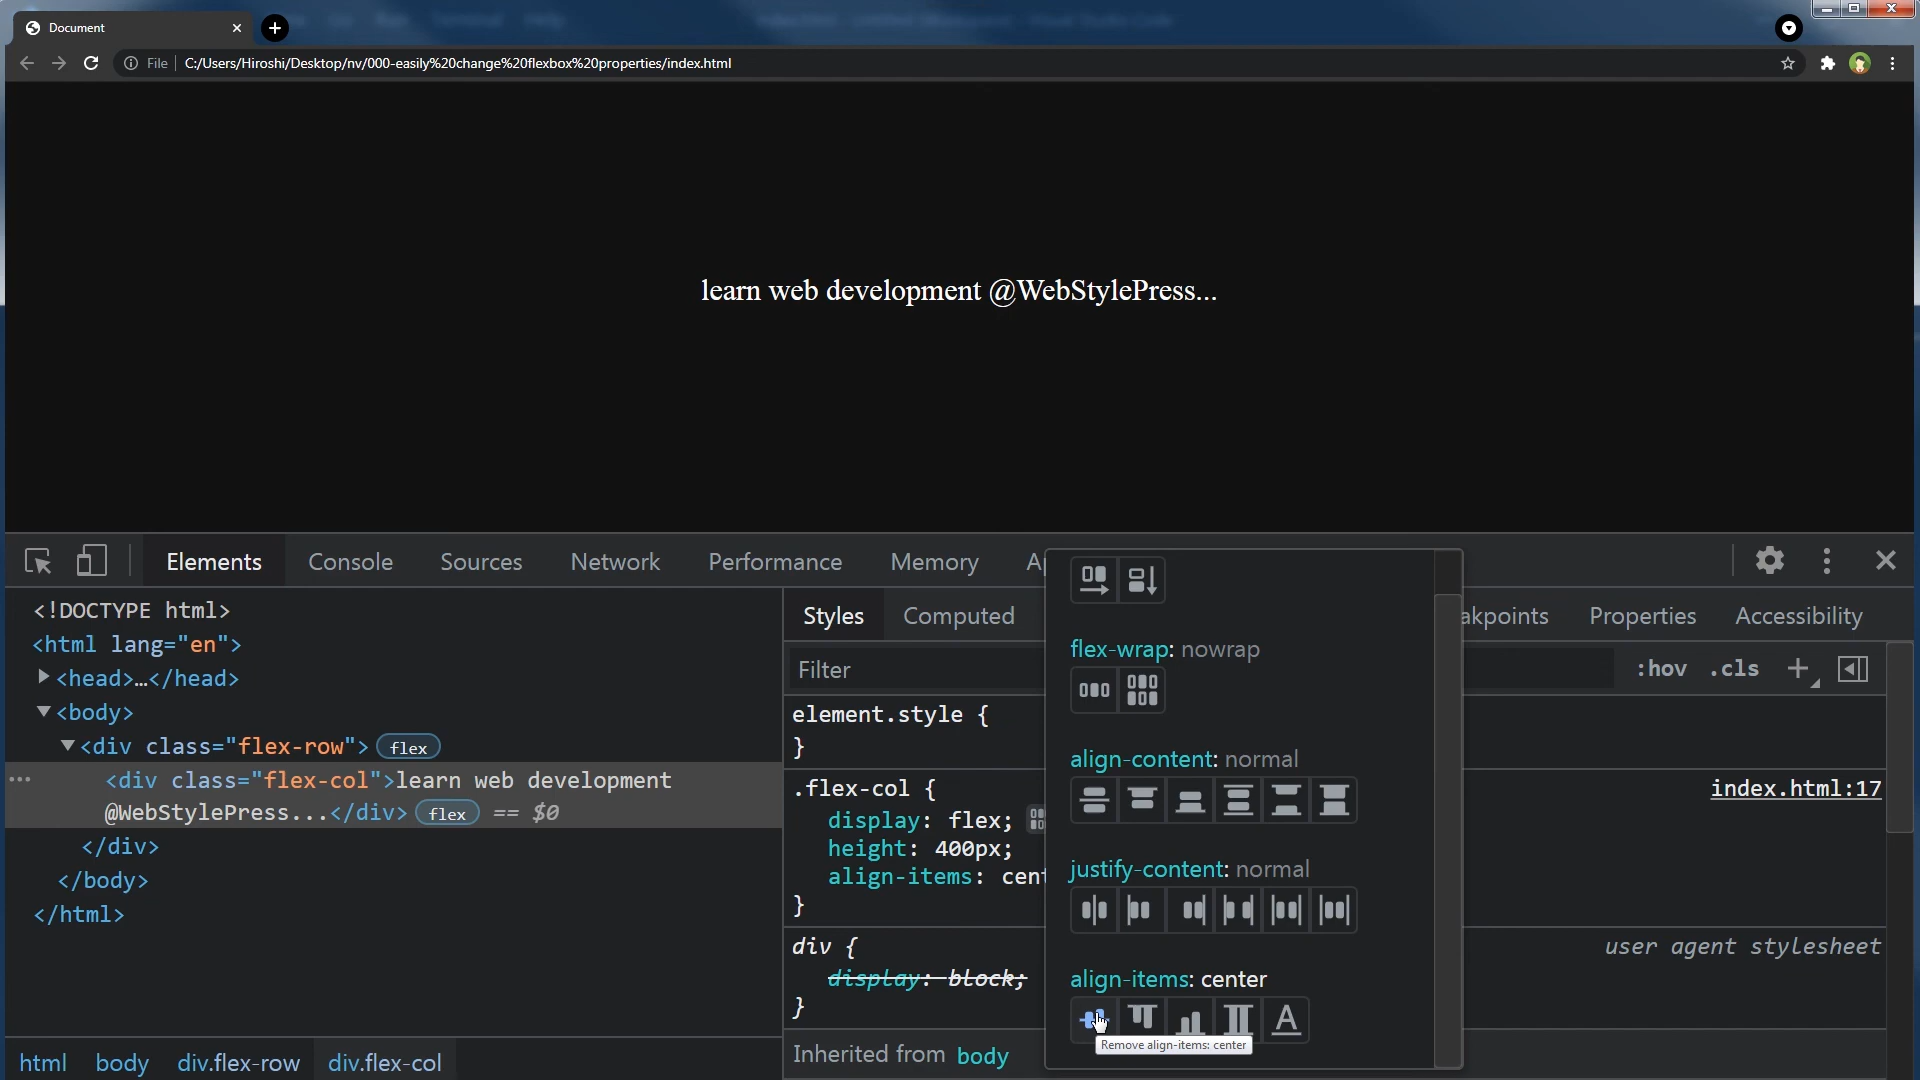 Document
File
C:/Users/Hiroshi/Desktop/nv/000-easily%20change%20flexbox%20properties/index.html
learn web development @WebStylePress...
Elements Console Sources Network Performance Memory Ap
<!DOCTYPE html>
<html lang="en">
<head>…</head>
<body>
<div class="flex-row"> flex
<div class="flex-col">learn web development
@WebStylePress...</div> flex == $0
</div>
</body>
</html>
html body div.flex-row div.flex-col
Styles Computed akpoints Properties Accessibility
Filter :hov .cls
element.style {
}
.flex-col { index.html:17
display: flex;
height: 400px;
align-items: cent
}
div { user agent stylesheet
display: block;
}
Inherited from body
flex-wrap: nowrap
align-content: normal
justify-content: normal
align-items: center
Remove align-items: center